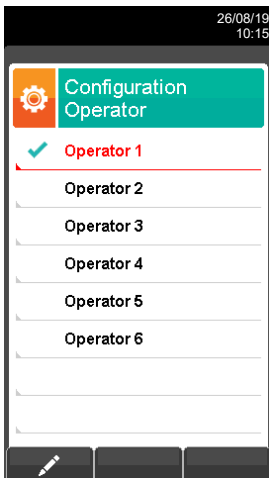 26/08/19
10:15
Configuration
Operator
Operator 1
Operator 2
Operator 3
Operator 4
Operator 5
Operator 6